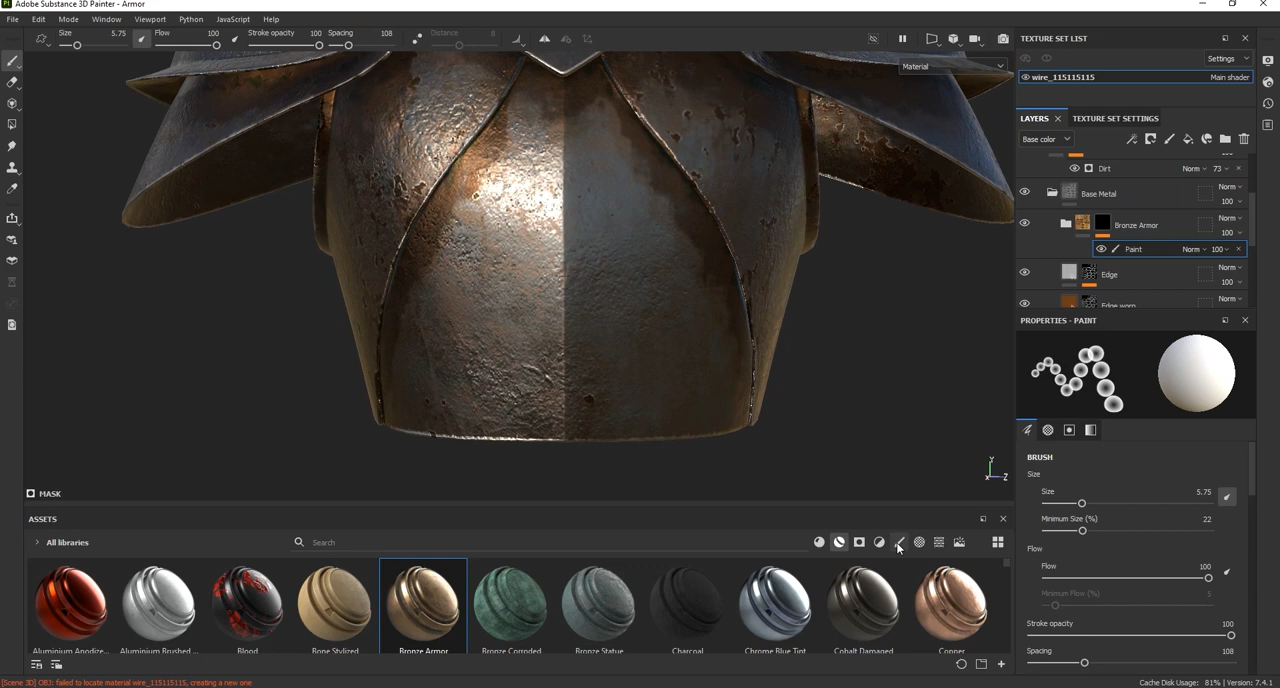 Adobe Substance 3D Painter - Armor
File Edit Mode Window Viewport Python JavaScript Help
Size 5.75 Flow 100 Stroke opacity 100 Spacing 108 Distance 8
Material
TEXTURE SET LIST
Settings
wire_115115115 Main shader
LAYERS TEXTURE SET SETTINGS
Base color
Dirt Norm 73
Base Metal Norm
100
Bronze Armor Norm
100
Paint Norm 100
Edge Norm
100
Edge worn Norm
PROPERTIES - PAINT
BRUSH
Size
Size 5.75
Minimum Size (%) 22
Flow
Flow 100
Minimum Flow (%) 5
Stroke opacity 100
Spacing 108
Y
X Z
MASK
ASSETS
All libraries
Search
Aluminium Anodize... Aluminium Brushed ... Blood Bone Stylized Bronze Armor Bronze Corroded Bronze Statue Charcoal Chrome Blue Tint Cobalt Damaged Copper
[Scene 3D] OBJ: failed to locate material wire_115115115, creating a new one
Cache Disk Usage: 81% | Version: 7.4.1